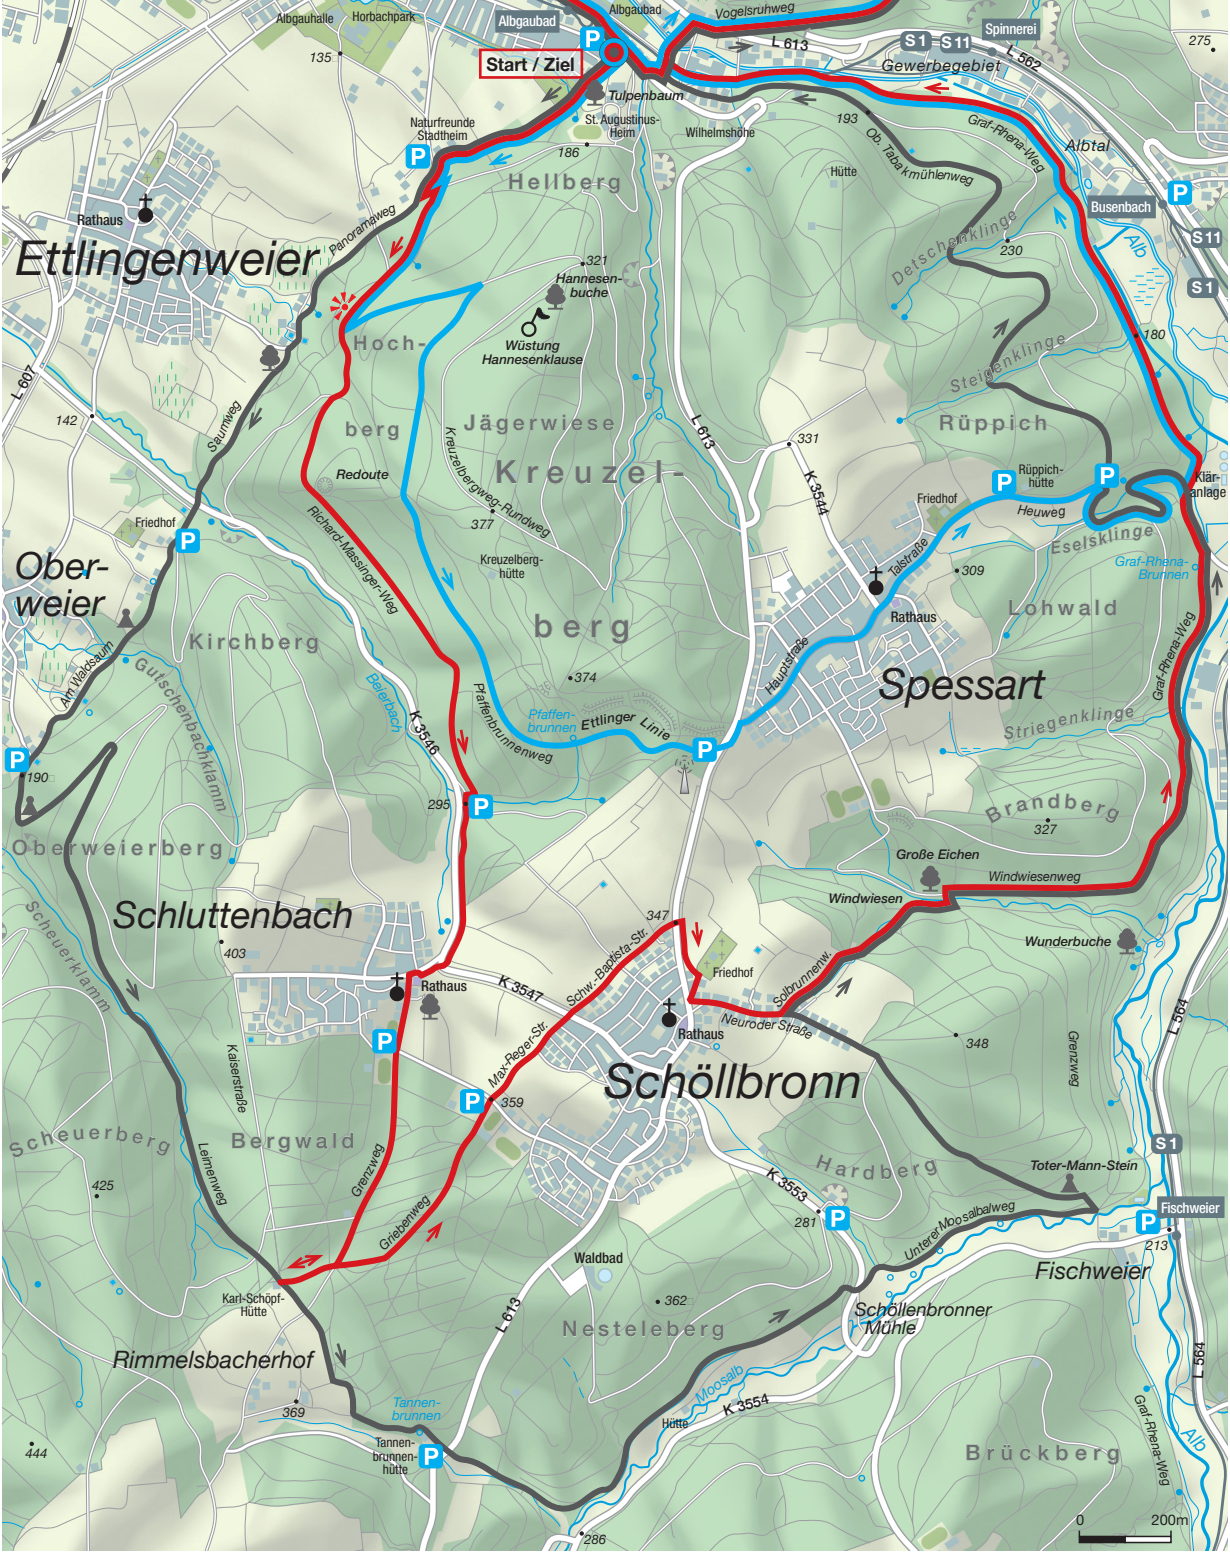 Albgauhalle
Horbachpark
Albgaubad
Albgaubad
Vogelsruhweg
Spinnerei
135
P
L 613
S 1
S 11
L 562
275
Start / Ziel
Gewerbegebiet
Tulpenbaum
Naturfreunde
Stadtheim
St. Augustinus-
Heim
Wilhelmshöhe
193
Ob. Tabakmühlenweg
Graf-Rhena-Weg
Albtal
P
186
Hellberg
Hütte
P
Busenbach
Rathaus
Panoramaweg
Ettlingenweier
321
Hannesen-
buche
Detschenklinge
230
Alb
S 11
S 1
Wüstung
Hannesenklause
Hoch-
berg
180
Steigenklinge
L 607
142
Saumweg
Jägerwiese
Kreuzel-
berg
L 613
331
Rüppich
K 3544
Redoute
Kreuzelbergweg-Rundweg
377
Richard-Massinger-Weg
Kreuzelberg-
hütte
Friedhof
P
Rüppich-
hütte
P
Heuweg
Klär-
anlage
Eselsklinge
Friedhof
P
Talstraße
309
Graf-Rhena-
Brunnen
Ober-
weier
Kirchberg
Lohwald
Rathaus
Hauptstraße
Spessart
Graf-Rhena-Weg
Am Waldsaum
Gutschenbachklamm
Beierbach
K 3546
374
Pfaffenbrunnenweg
Pfaffen-
brunnen
Ettlinger Linie
P
Striegenklinge
P
190
295
P
Brandberg
327
Oberweierberg
Große Eichen
Windwiesenweg
Windwiesen
Schluttenbach
403
Scheuerklamm
347
Schw.-Baptista-Str.
Friedhof
Solbrunnenw.
Wunderbuche
Rathaus
K 3547
Neuroder Straße
Rathaus
L 564
P
Max-Reger-Str.
Kaiserstraße
348
Grenzweg
Schöllbronn
P
359
Scheuerberg
Bergwald
Leimenweg
Grenzweg
425
Griebenweg
Hardberg
K 3553
281
P
Toter-Mann-Stein
S 1
Fischweier
P
213
Unterer Moosalbalweg
Fischweier
Waldbad
Karl-Schöpf-
Hütte
L 613
362
Nesteleberg
Schöllenbronner
Mühle
Rimmelsbacherhof
369
Moosalb
K 3554
Hütte
L 564
Tannen-
brunnen
Tannen-
brunnen-
hütte
P
444
Graf-Rhena-Weg
Alb
Brückberg
286
0
200m